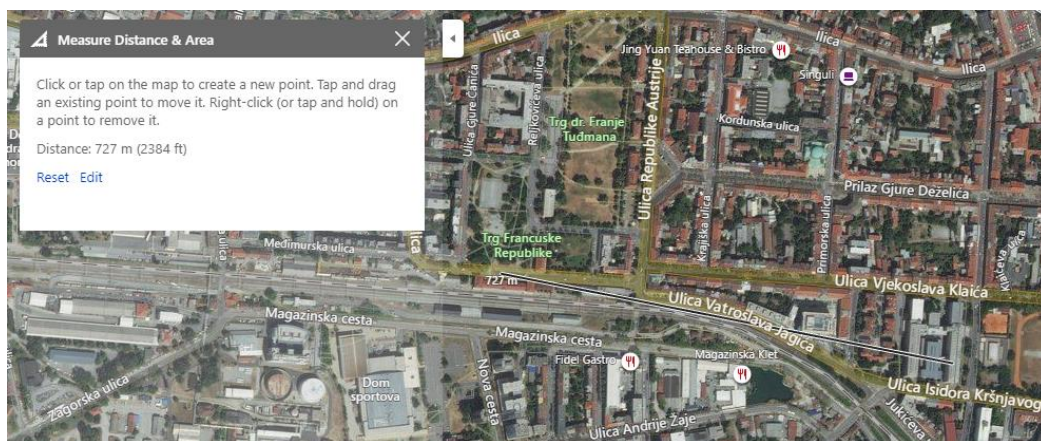 Measure Distance & Area
Click or tap on the map to create a new point. Tap and drag
an existing point to move it. Right-click (or tap and hold) on
a point to remove it.
Distance: 727 m (2384 ft)
Reset Edit
Ilica
Jing Yuan Teahouse & Bistro
Singuli
Ilica
Ulica Gjure Čanića
Reljkovićeva ulica
Trg dr. Franje
Tuđmana
Ulica Republike Austrije
Kordunska ulica
Prilaz Gjure Deželića
Krajiška ulica
Primorska ulica
Klaićeva ulica
Međimurska ulica
Ilica
Trg Francuske
Republike
727 m
Ulica Vjekoslava Klaića
Ulica Vatroslava Jagića
Magazinska cesta
Magazinska cesta
Fidel Gastro
Magazinska Klet
Dom
sportova
Nova cesta
Zagorska ulica
Ulica Andrije Žaje
Ulica Isidora Kršnjavog
Jukićeva